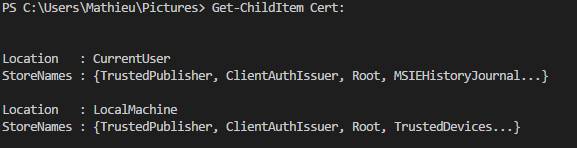 PS C:\Users\Mathieu\Pictures> Get-ChildItem Cert:
Location   : CurrentUser
StoreNames : {TrustedPublisher, ClientAuthIssuer, Root, MSIEHistoryJournal...}
Location   : LocalMachine
StoreNames : {TrustedPublisher, ClientAuthIssuer, Root, TrustedDevices...}